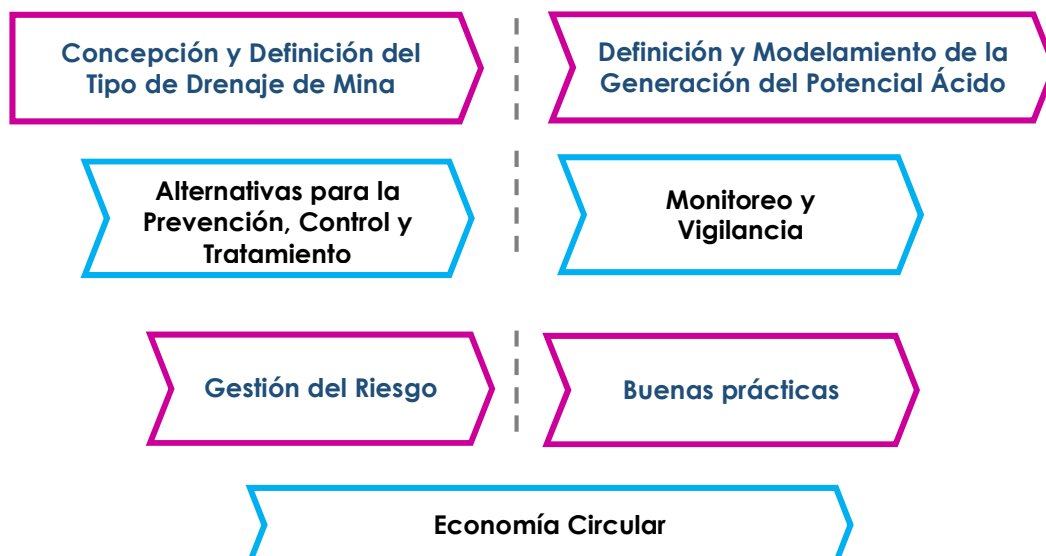 Concepción y Definición del
Tipo de Drenaje de Mina
Definición y Modelamiento de la
Generación del Potencial Ácido
Alternativas para la
Prevención, Control y
Tratamiento
Monitoreo y
Vigilancia
Gestión del Riesgo
Buenas prácticas
Economía Circular